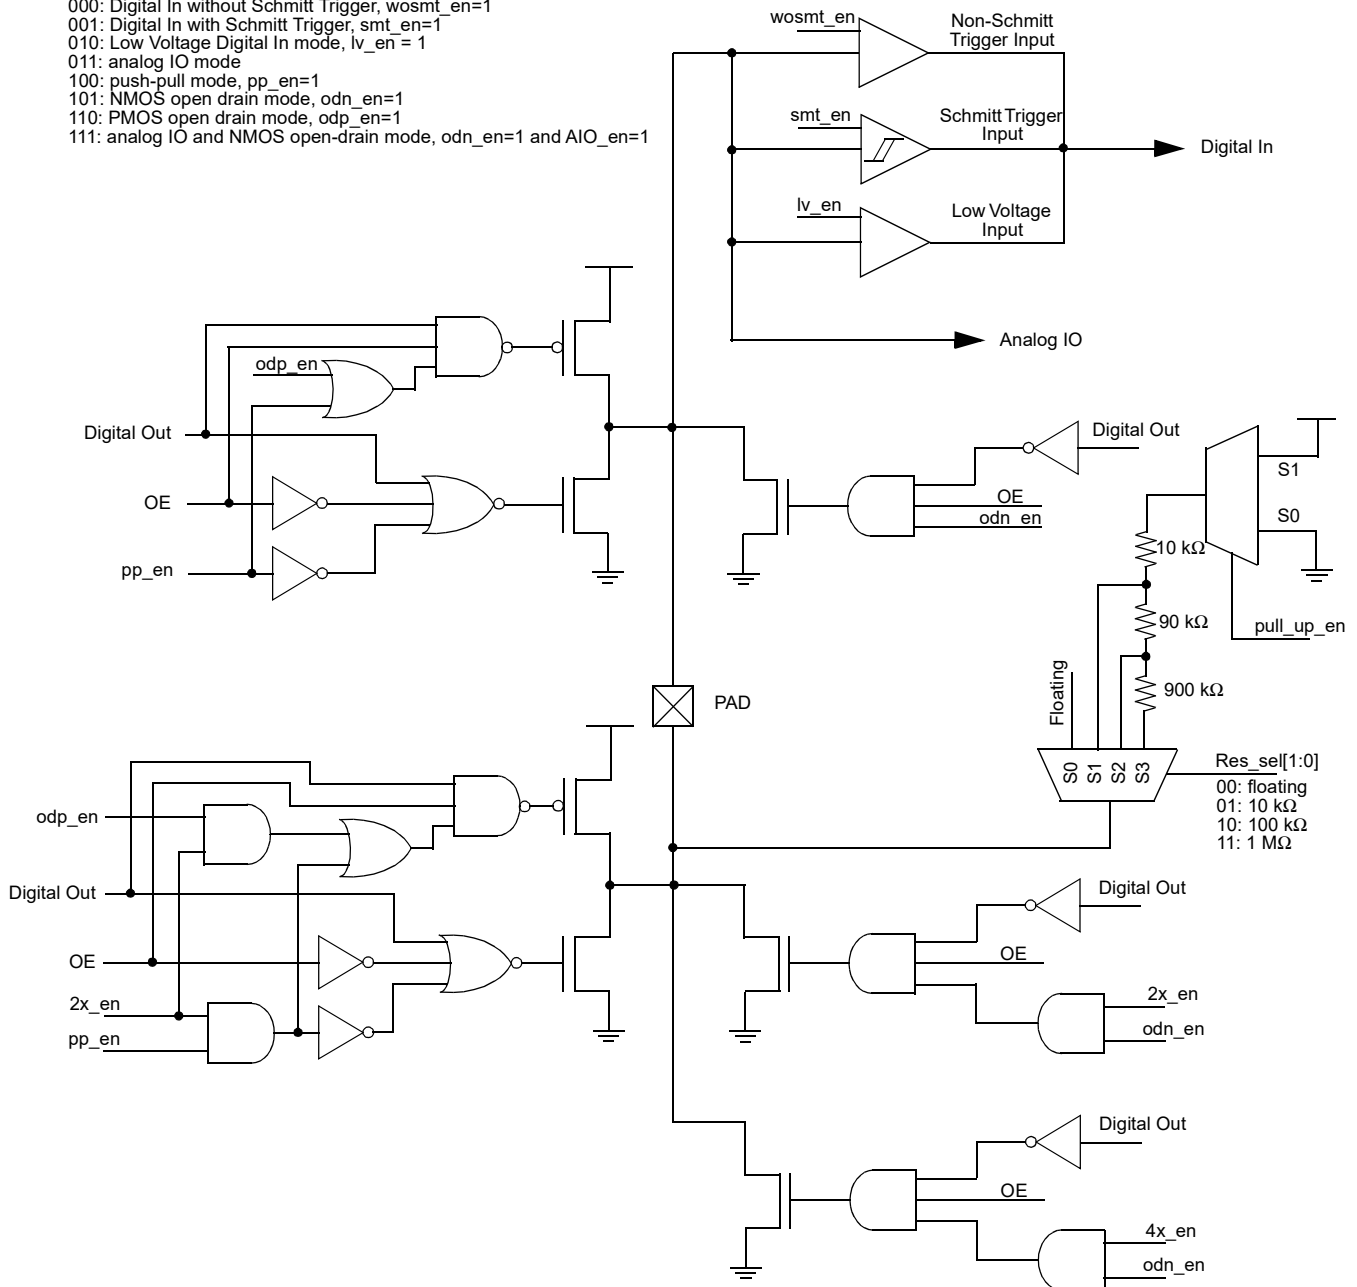 000: Digital In without Schmitt Trigger, wosmt_en=1
001: Digital In with Schmitt Trigger, smt_en=1
010: Low Voltage Digital In mode, lv_en = 1
011: analog IO mode
100: push-pull mode, pp_en=1
101: NMOS open drain mode, odn_en=1
110: PMOS open drain mode, odp_en=1
111: analog IO and NMOS open-drain mode, odn_en=1 and AIO_en=1
wosmt_en
Non-Schmitt
Trigger Input
smt_en
Schmitt Trigger
Input
Digital In
lv_en
Low Voltage
Input
Analog IO
odp_en
Digital Out
OE
pp_en
Digital Out
OE
odn_en
S1
S0
10 kΩ
90 kΩ
pull_up_en
900 kΩ
Floating
PAD
S0
S1
S2
S3
Res_sel[1:0]
00: floating
01: 10 kΩ
10: 100 kΩ
11: 1 MΩ
odp_en
Digital Out
OE
2x_en
pp_en
Digital Out
OE
2x_en
odn_en
Digital Out
OE
4x_en
odn_en